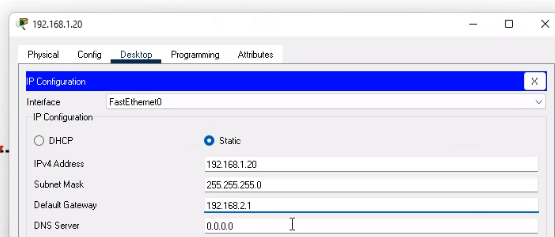 192.168.1.20
Physical Config Desktop Programming Attributes
IP Configuration X
Interface FastEthernet0
IP Configuration
DHCP Static
IPv4 Address 192.168.1.20
Subnet Mask 255.255.255.0
Default Gateway 192.168.2.1
DNS Server 0.0.0.0